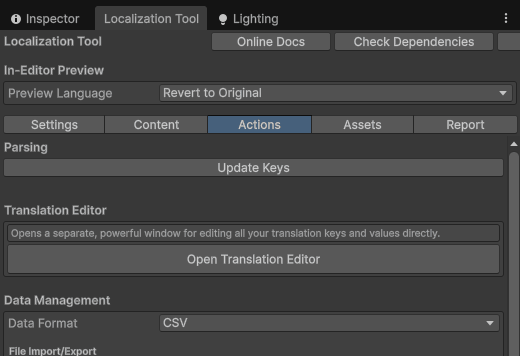 Inspector
Localization Tool
Lighting
Localization Tool
Online Docs
Check Dependencies
In-Editor Preview
Preview Language
Revert to Original
Settings
Content
Actions
Assets
Report
Parsing
Update Keys
Translation Editor
Opens a separate, powerful window for editing all your translation keys and values directly.
Open Translation Editor
Data Management
Data Format
CSV
File Import/Export